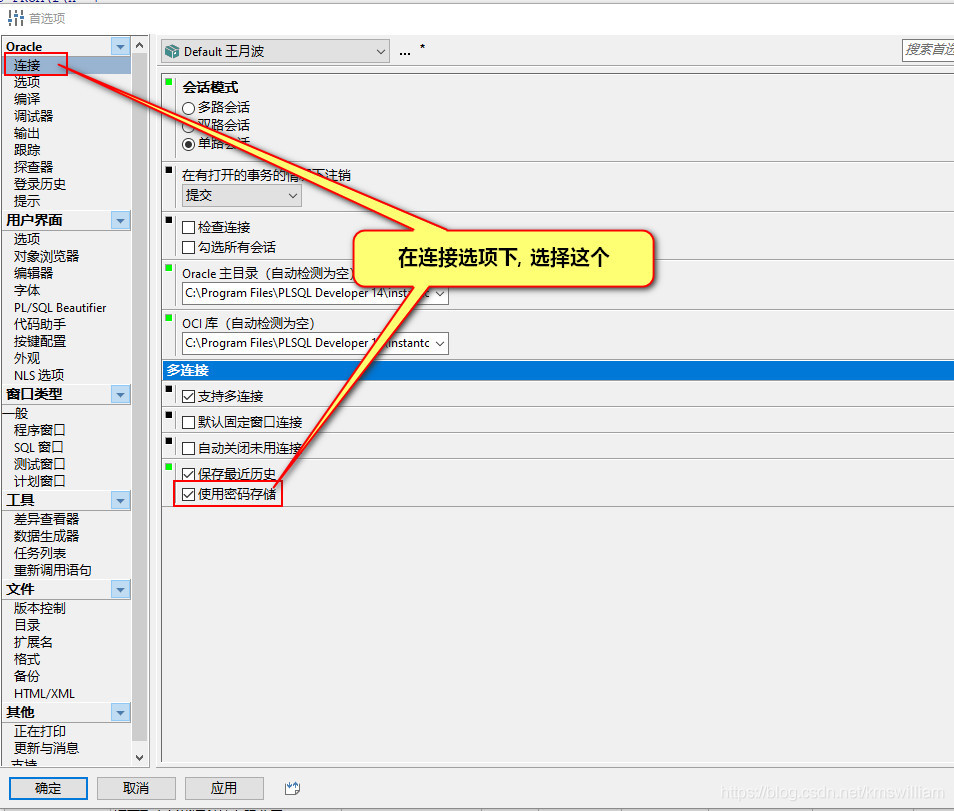 首选项
Oracle
连接
选项
编译
调试器
输出
跟踪
探查器
登录历史
提示
用户界面
选项
对象浏览器
编辑器
字体
PL/SQL Beautifier
代码助手
按键配置
外观
NLS 选项
窗口类型
一般
程序窗口
SQL 窗口
测试窗口
计划窗口
工具
差异查看器
数据生成器
任务列表
重新调用语句
文件
版本控制
目录
扩展名
格式
备份
HTML/XML
其他
正在打印
更新与消息
支持
Default 王月波
... *
搜索首选
会话模式
多路会话
双路会话
单路会话
在有打开的事务的情况下注销
提交
检查连接
勾选所有会话
Oracle 主目录（自动检测为空）
C:\Program Files\PLSQL Developer 14\instantc
OCI 库（自动检测为空）
C:\Program Files\PLSQL Developer 1 \instantc
在连接选项下, 选择这个
多连接
支持多连接
默认固定窗口连接
自动关闭未用连接
保存最近历史
使用密码存储
确定
取消
应用
https://blog.csdn.net/kmswilliam